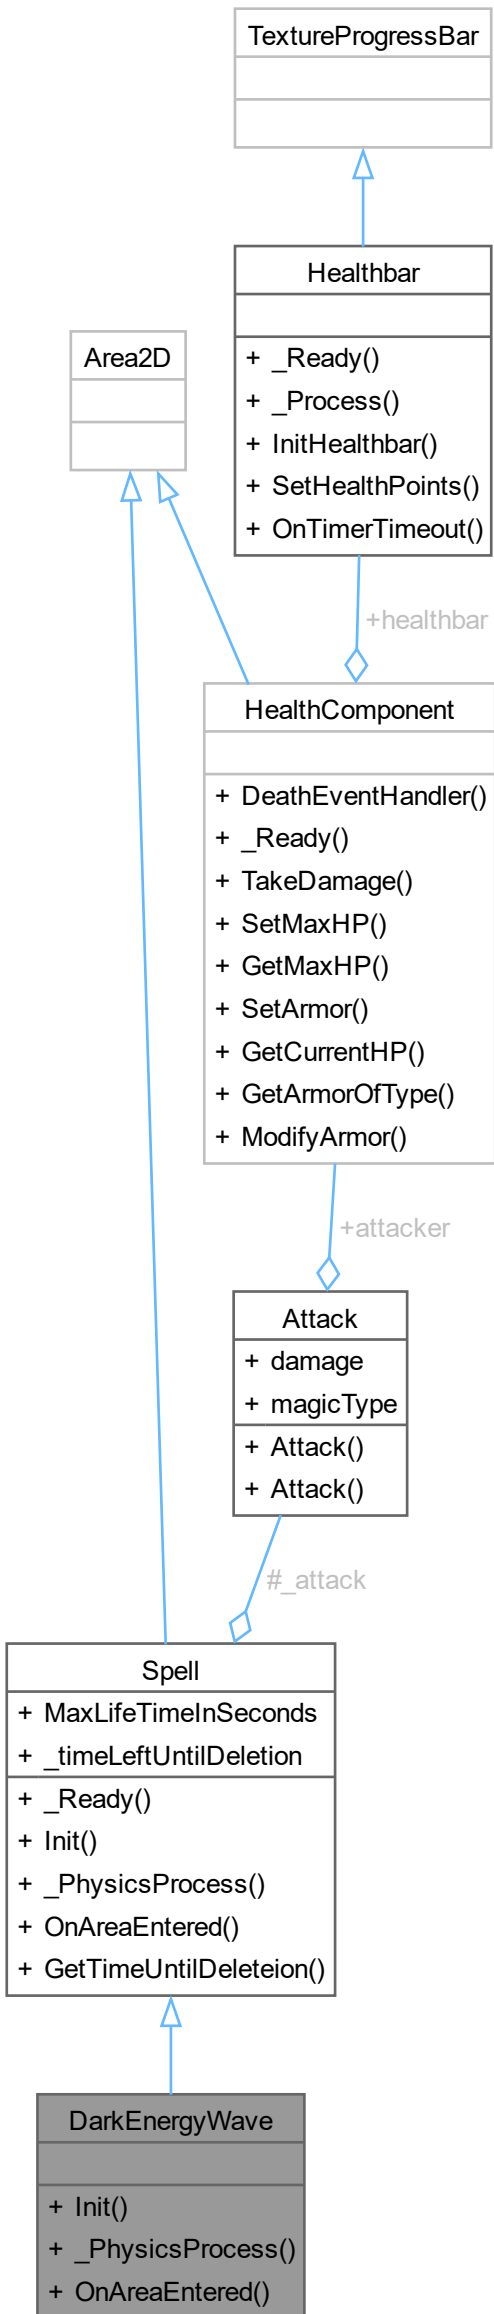 TextureProgressBar
Healthbar
+ _Ready()
+ _Process()
+ InitHealthbar()
+ SetHealthPoints()
+ OnTimerTimeout()
Area2D
+healthbar
HealthComponent
+ DeathEventHandler()
+ _Ready()
+ TakeDamage()
+ SetMaxHP()
+ GetMaxHP()
+ SetArmor()
+ GetCurrentHP()
+ GetArmorOfType()
+ ModifyArmor()
+attacker
Attack
+ damage
+ magicType
+ Attack()
+ Attack()
#_attack
Spell
+ MaxLifeTimeInSeconds
+ _timeLeftUntilDeletion
+ _Ready()
+ Init()
+ _PhysicsProcess()
+ OnAreaEntered()
+ GetTimeUntilDeleteion()
DarkEnergyWave
+ Init()
+ _PhysicsProcess()
+ OnAreaEntered()